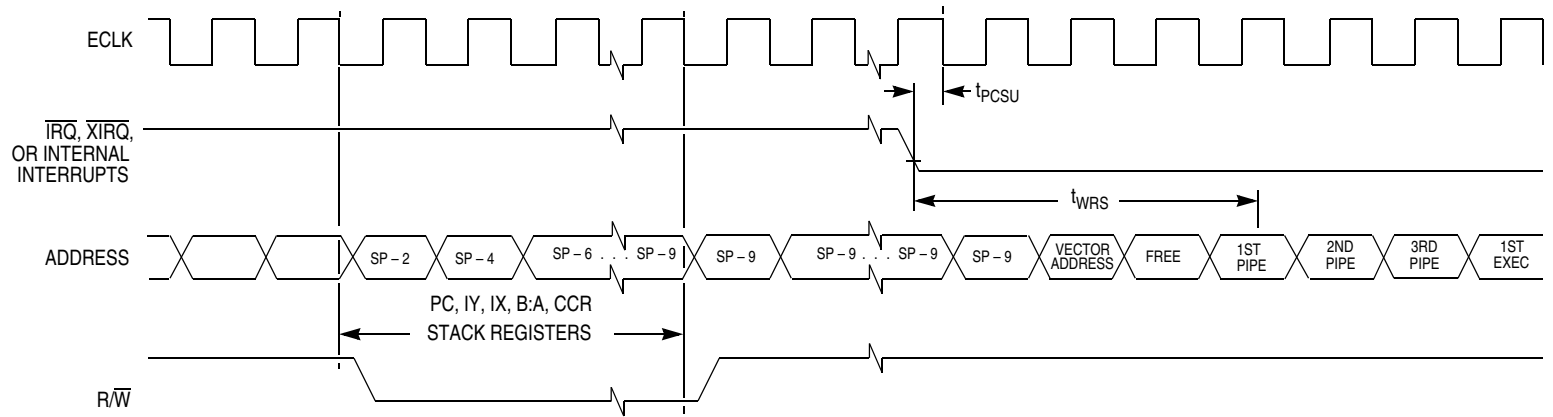 ECLK
tPCSU
IRQ, XIRQ,
OR INTERNAL
INTERRUPTS
tWRS
ADDRESS
SP – 2
SP – 4
SP – 6 . . . SP – 9
SP – 9
SP – 9 . . . SP – 9
SP – 9
VECTOR
ADDRESS
FREE
1ST
PIPE
2ND
PIPE
3RD
PIPE
1ST
EXEC
PC, IY, IX, B:A, CCR
STACK REGISTERS
R/W